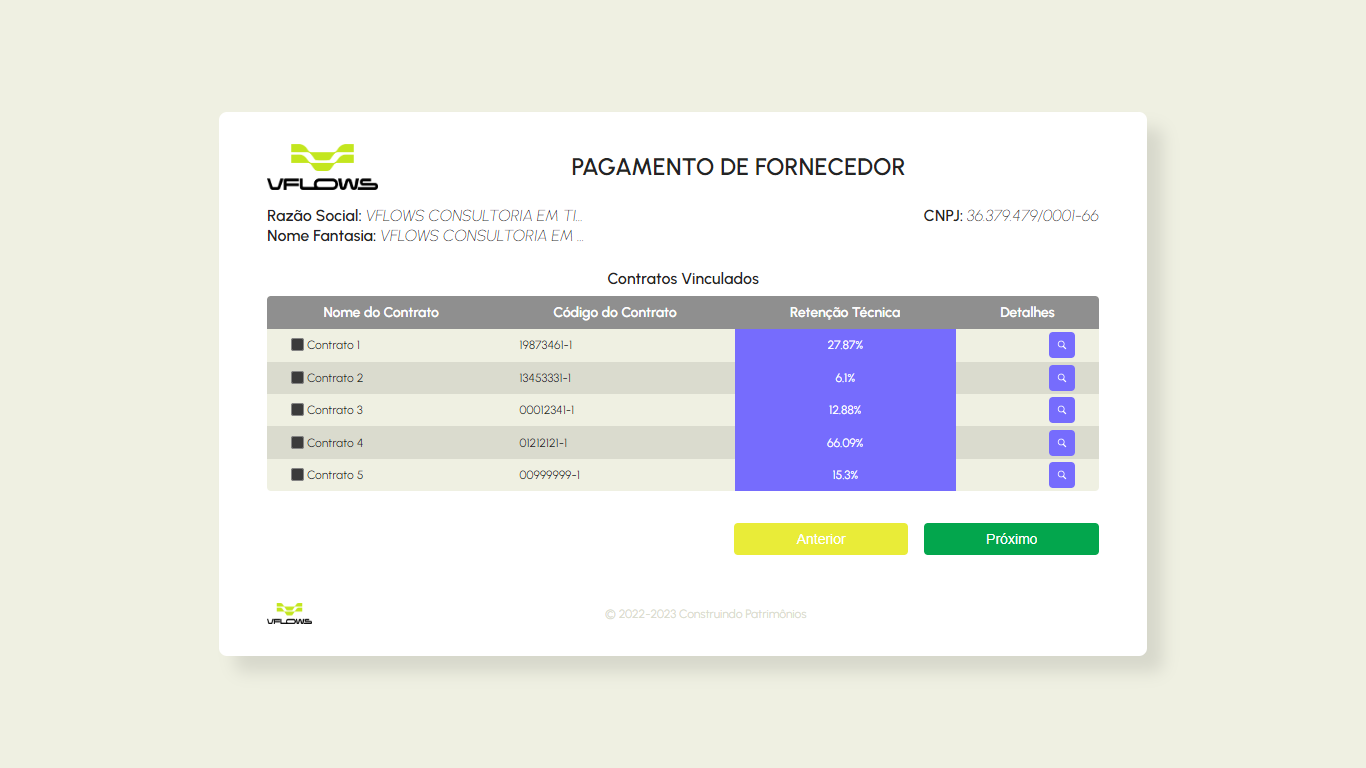 VFLOWS
PAGAMENTO DE FORNECEDOR
Razão Social: VFLOWS CONSULTORIA EM TI...
CNPJ: 36.379.479/0001-66
Nome Fantasia: VFLOWS CONSULTORIA EM ...
Contratos Vinculados
Nome do Contrato Código do Contrato Retenção Técnica Detalhes
Contrato 1 19873461-1 27.87%
Contrato 2 13453331-1 6.1%
Contrato 3 00012341-1 12.88%
Contrato 4 01212121-1 66.09%
Contrato 5 00999999-1 15.3%
Anterior Próximo
VFLOWS
© 2022-2023 Construindo Patrimônios